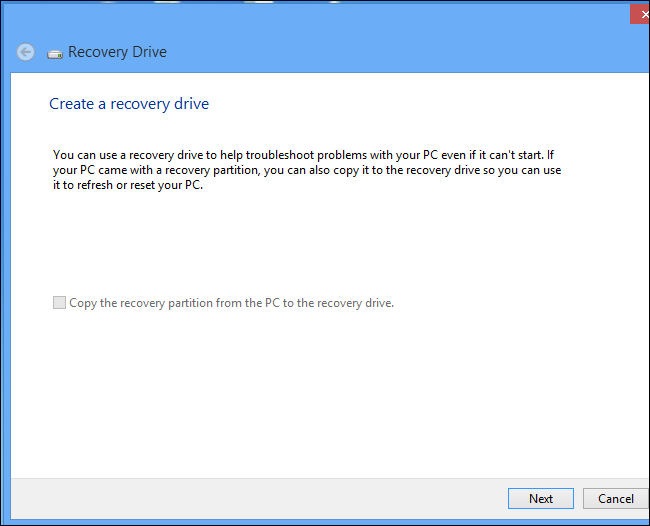 Recovery Drive
Create a recovery drive
You can use a recovery drive to help troubleshoot problems with your PC even if it can't start. If
your PC came with a recovery partition, you can also copy it to the recovery drive so you can use
it to refresh or reset your PC.
Copy the recovery partition from the PC to the recovery drive.
Next Cancel